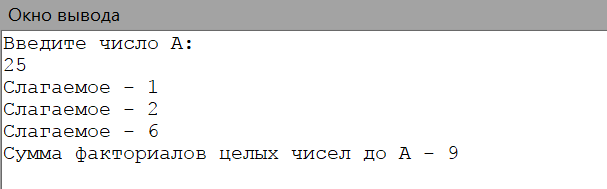 Окно вывода
Введите число A:
25
Слагаемое - 1
Слагаемое - 2
Слагаемое - 6
Сумма факториалов целых чисел до A - 9